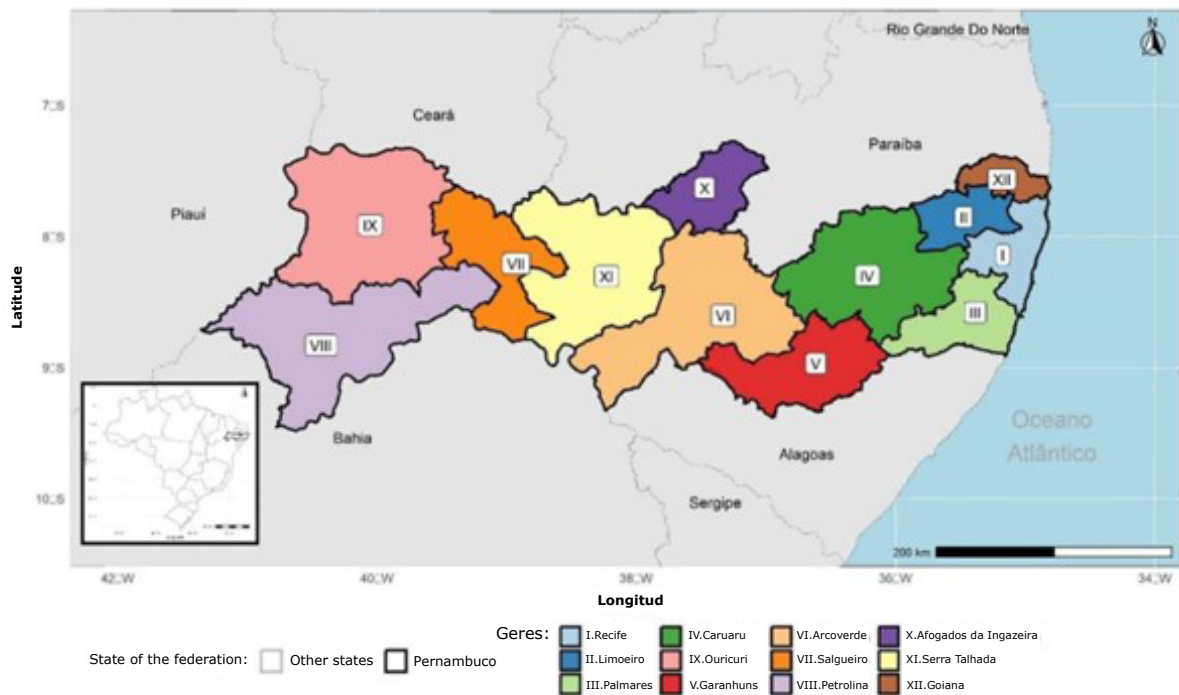 Rio Grande Do Norte
N
7□S
Ceará
Paraíba
XII
X
Piauí
II
8□S
IX
I
VII
XI
IV
Latitude
VI
III
VIII
V
9□S
Oceano
Bahia
Atlântico
Alagoas
10□S
Sergipe
200 km
42□W
40□W
38□W
36□W
34□W
Longitud
Geres:
I.Recife
IV.Caruaru
VI.Arcoverde
X.Afogados da Ingazeira
State of the federation:
Other states
Pernambuco
II.Limoeiro
IX.Ouricuri
VII.Salgueiro
XI.Serra Talhada
III.Palmares
V.Garanhuns
VIII.Petrolina
XII.Goiana